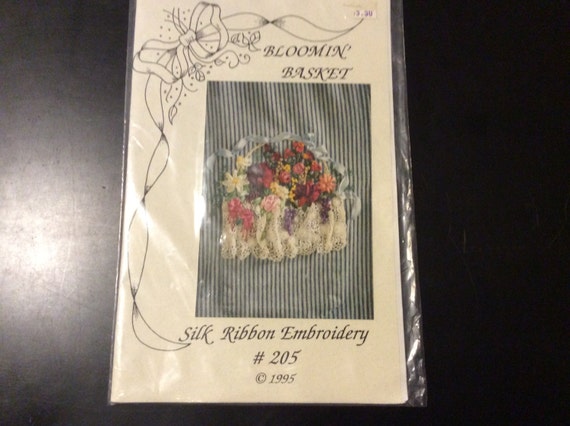 BLOOMIN'
BASKET
Silk Ribbon Embroidery
# 205
© 1995